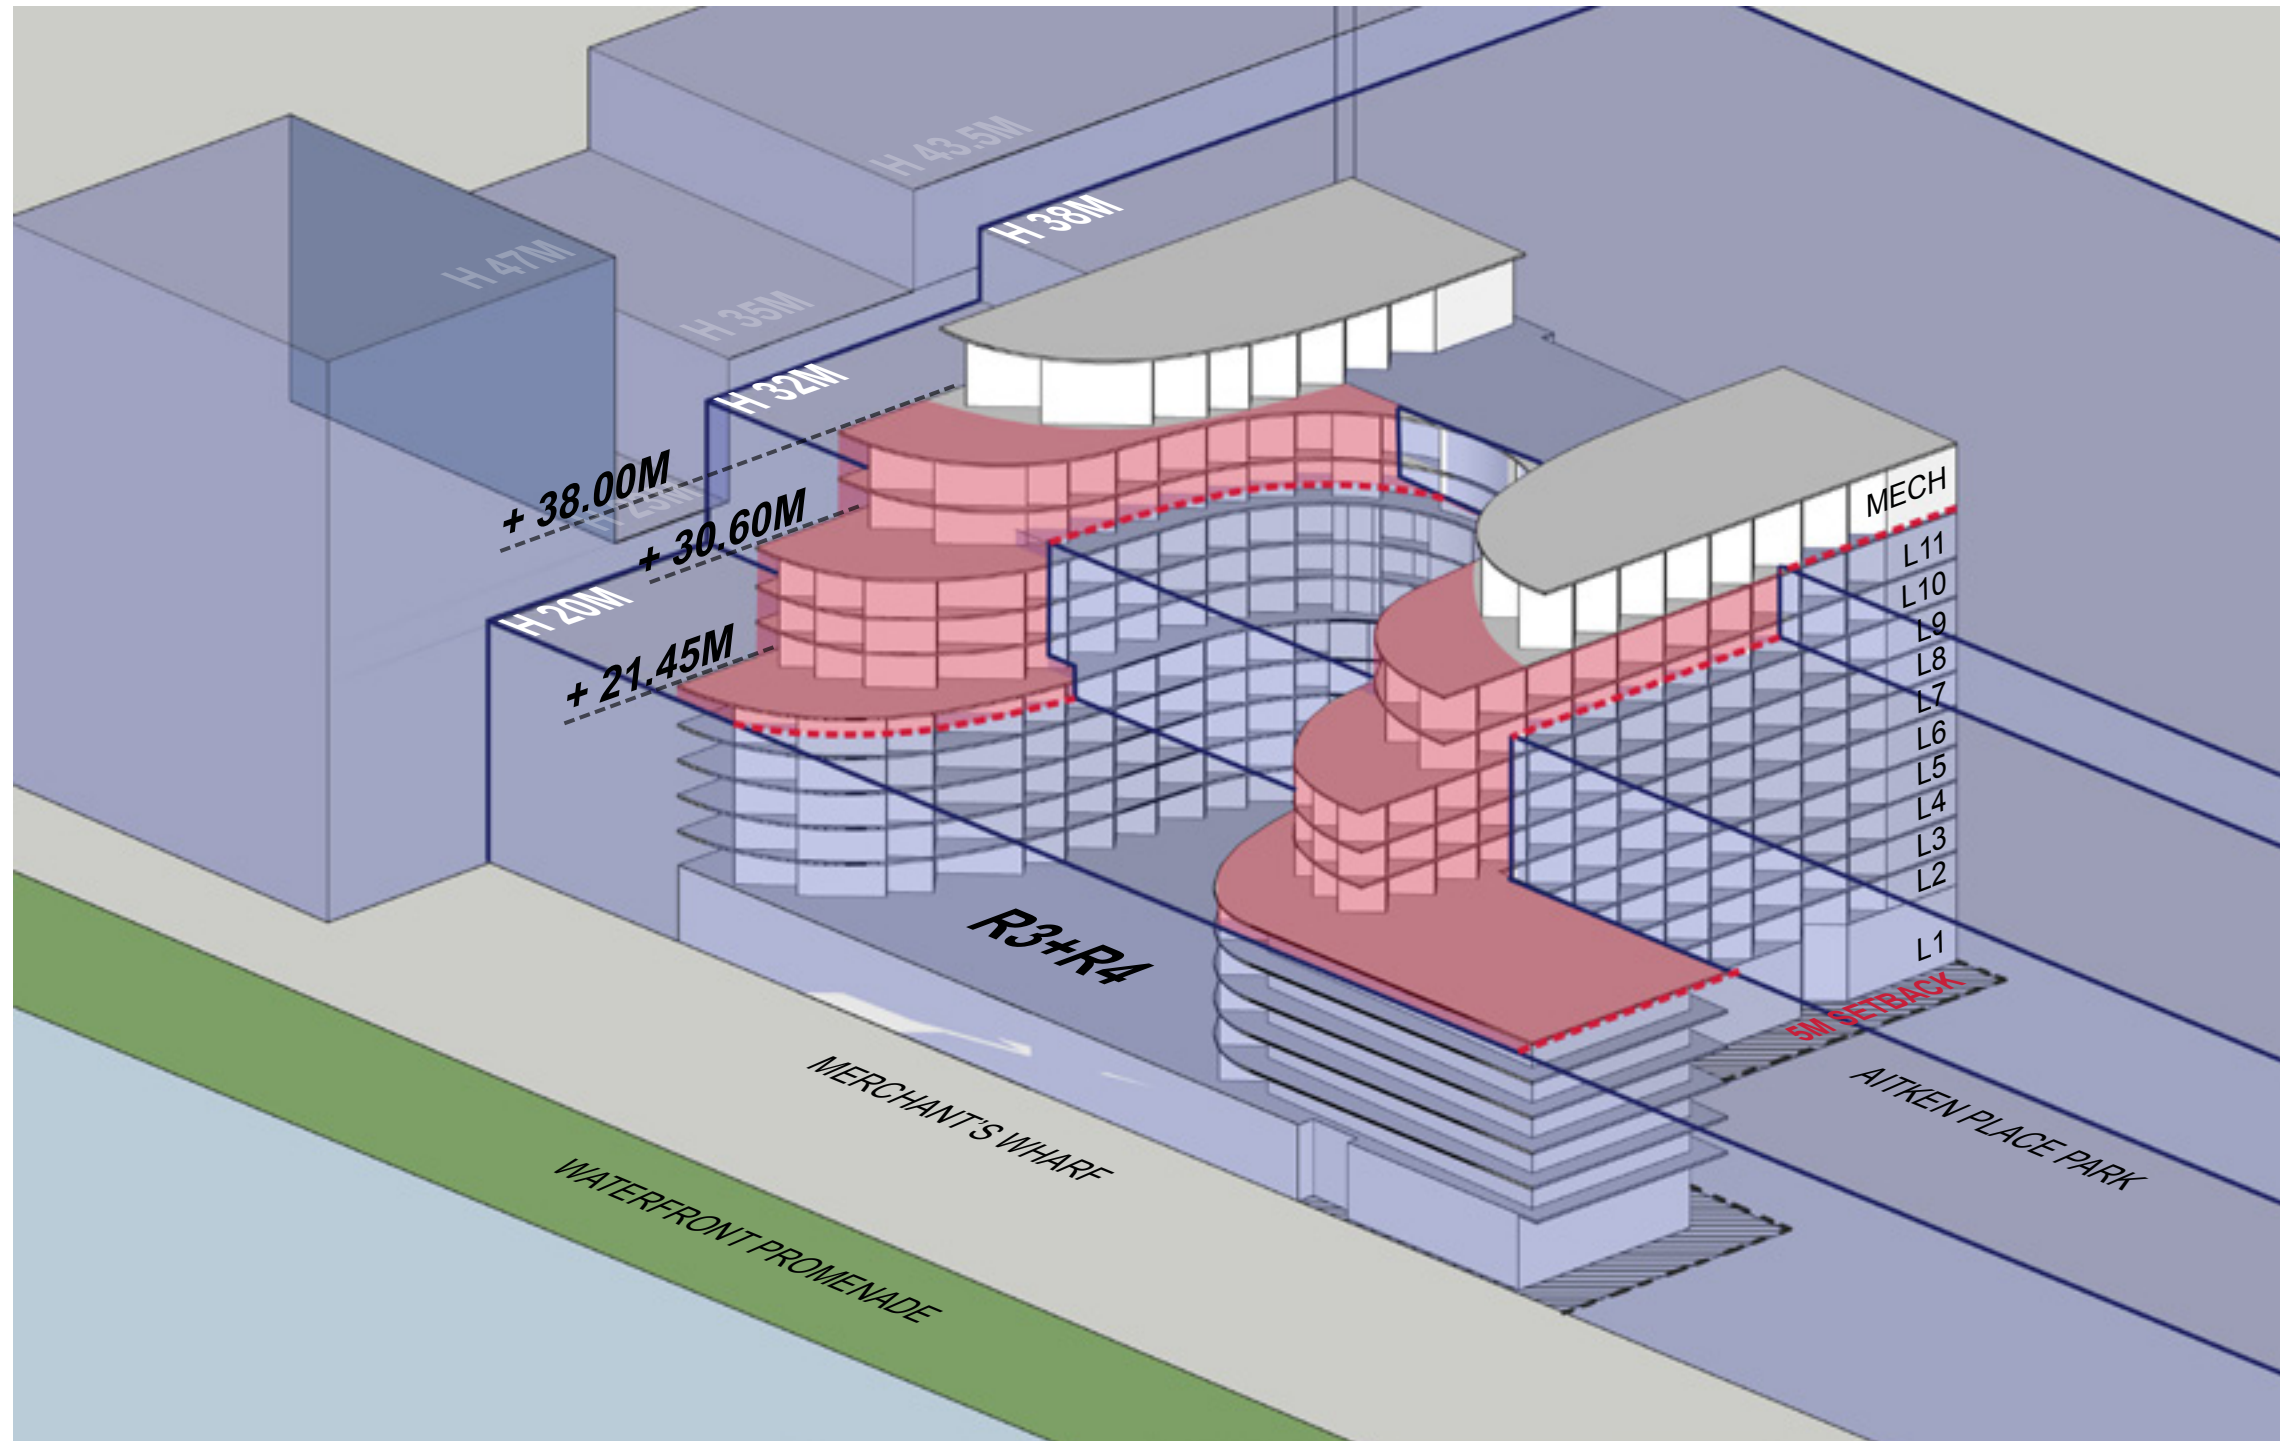 H 43.5M
H 38M
H 47M
H 35M
H 32M
+ 38.00M
H 23M
+ 30.60M
H 20M
+ 21.45M
MECH
L11
L10
L9
L8
L7
L6
L5
L4
L3
L2
L1
R3+R4
5M SETBACK
MERCHANT'S WHARF
AITKEN PLACE PARK
WATERFRONT PROMENADE